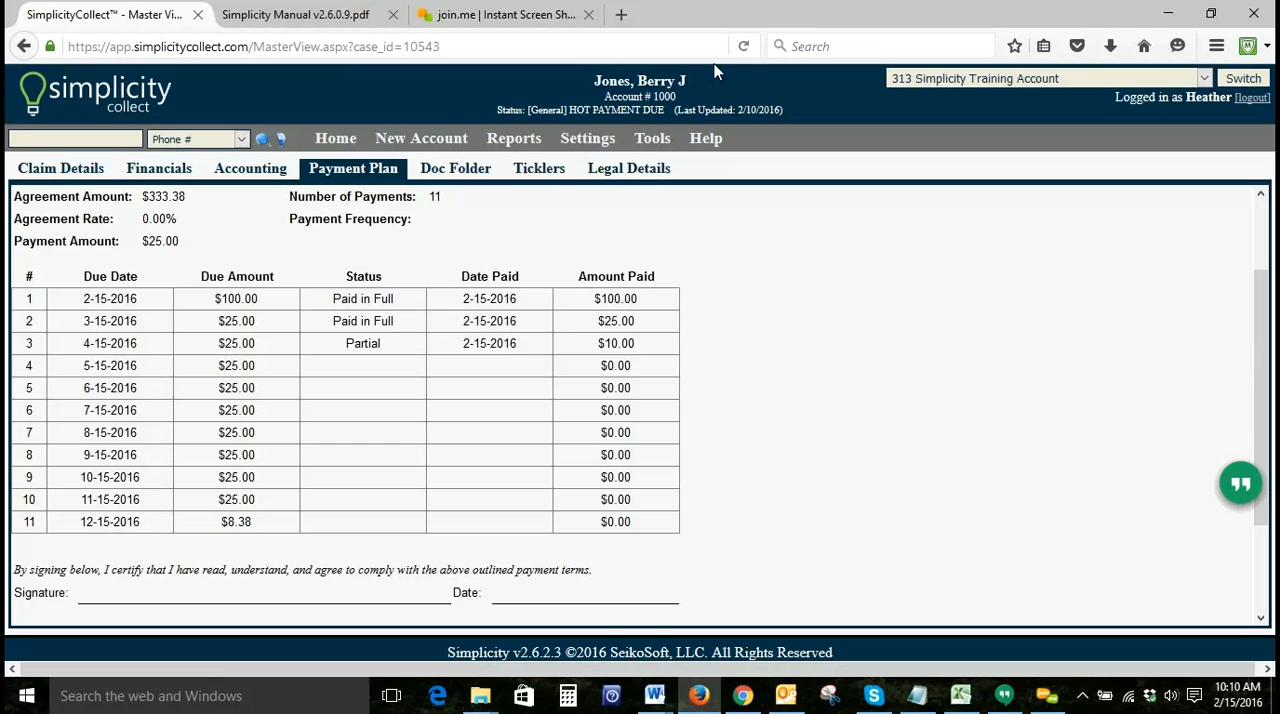 SimplicityCollect™ - Master Vi...
Simplicity Manual v2.6.0.9.pdf
join.me | Instant Screen Sh...
https://app.simplicitycollect.com/MasterView.aspx?case_id=10543
Search
simplicity
collect
Jones, Berry J
Account # 1000
Status: [General] HOT PAYMENT DUE (Last Updated: 2/10/2016)
313 Simplicity Training Account
Switch
Logged in as Heather [logout]
Phone #
Home New Account Reports Settings Tools Help
Claim Details Financials Accounting Payment Plan Doc Folder Ticklers Legal Details
Agreement Amount: $333.38 Number of Payments: 11
Agreement Rate: 0.00% Payment Frequency:
Payment Amount: $25.00
# Due Date Due Amount Status Date Paid Amount Paid
1 2-15-2016 $100.00 Paid in Full 2-15-2016 $100.00
2 3-15-2016 $25.00 Paid in Full 2-15-2016 $25.00
3 4-15-2016 $25.00 Partial 2-15-2016 $10.00
4 5-15-2016 $25.00 $0.00
5 6-15-2016 $25.00 $0.00
6 7-15-2016 $25.00 $0.00
7 8-15-2016 $25.00 $0.00
8 9-15-2016 $25.00 $0.00
9 10-15-2016 $25.00 $0.00
10 11-15-2016 $25.00 $0.00
11 12-15-2016 $8.38 $0.00
By signing below, I certify that I have read, understand, and agree to comply with the above outlined payment terms.
Signature: Date:
Simplicity v2.6.2.3 ©2016 SeikoSoft, LLC. All Rights Reserved
Search the web and Windows
10:10 AM
2/15/2016